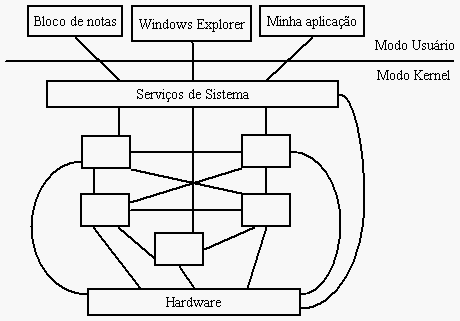 Bloco de notas
Windows Explorer
Minha aplicação
Modo Usuário
Modo Kernel
Serviços de Sistema
Hardware